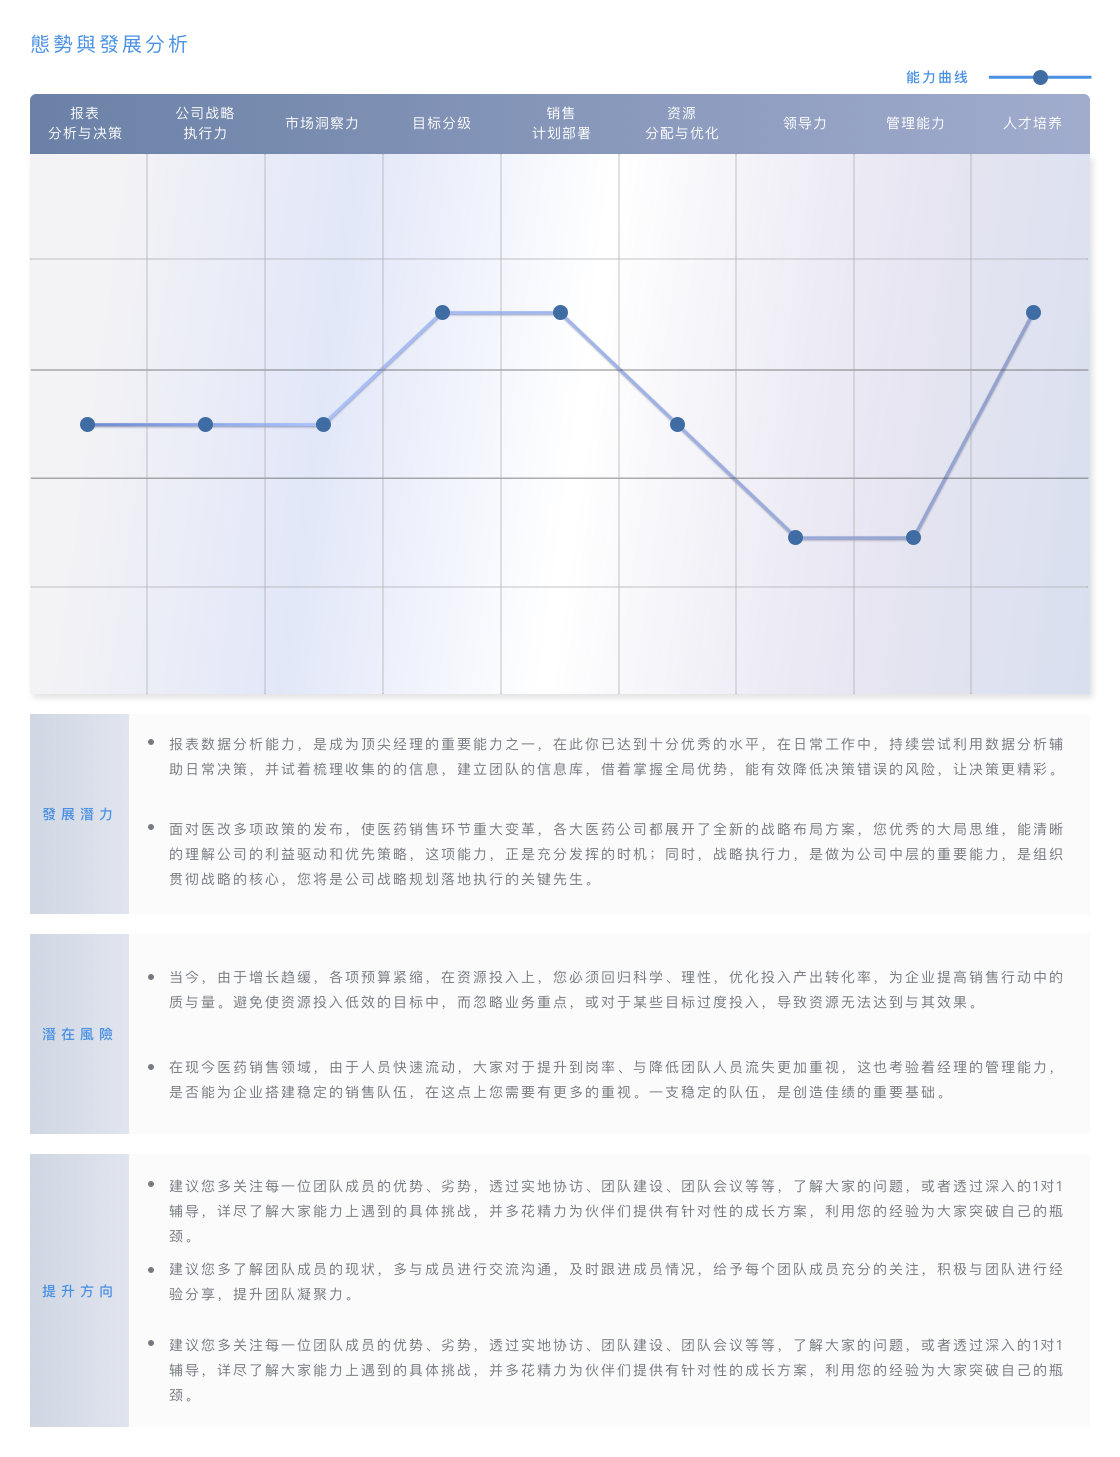 態勢與發展分析
能力曲线
报表
分析与决策
公司战略
执行力
市场洞察力
目标分级
销售
计划部署
资源
分配与优化
领导力
管理能力
人才培养
發展潛力
报表数据分析能力，是成为顶尖经理的重要能力之一，在此你已达到十分优秀的水平，在日常工作中，持续尝试利用数据分析辅
助日常决策，并试着梳理收集的的信息，建立团队的信息库，借着掌握全局优势，能有效降低决策错误的风险，让决策更精彩。
面对医改多项政策的发布，使医药销售环节重大变革，各大医药公司都展开了全新的战略布局方案，您优秀的大局思维，能清晰
的理解公司的利益驱动和优先策略，这项能力，正是充分发挥的时机；同时，战略执行力，是做为公司中层的重要能力，是组织
贯彻战略的核心，您将是公司战略规划落地执行的关键先生。
潛在風險
当今，由于增长趋缓，各项预算紧缩，在资源投入上，您必须回归科学、理性，优化投入产出转化率，为企业提高销售行动中的
质与量。避免使资源投入低效的目标中，而忽略业务重点，或对于某些目标过度投入，导致资源无法达到与其效果。
在现今医药销售领域，由于人员快速流动，大家对于提升到岗率、与降低团队人员流失更加重视，这也考验着经理的管理能力，
是否能为企业搭建稳定的销售队伍，在这点上您需要有更多的重视。一支稳定的队伍，是创造佳绩的重要基础。
提升方向
建议您多关注每一位团队成员的优势、劣势，透过实地协访、团队建设、团队会议等等，了解大家的问题，或者透过深入的1对1
辅导，详尽了解大家能力上遇到的具体挑战，并多花精力为伙伴们提供有针对性的成长方案，利用您的经验为大家突破自己的瓶
颈。
建议您多了解团队成员的现状，多与成员进行交流沟通，及时跟进成员情况，给予每个团队成员充分的关注，积极与团队进行经
验分享，提升团队凝聚力。
建议您多关注每一位团队成员的优势、劣势，透过实地协访、团队建设、团队会议等等，了解大家的问题，或者透过深入的1对1
辅导，详尽了解大家能力上遇到的具体挑战，并多花精力为伙伴们提供有针对性的成长方案，利用您的经验为大家突破自己的瓶
颈。